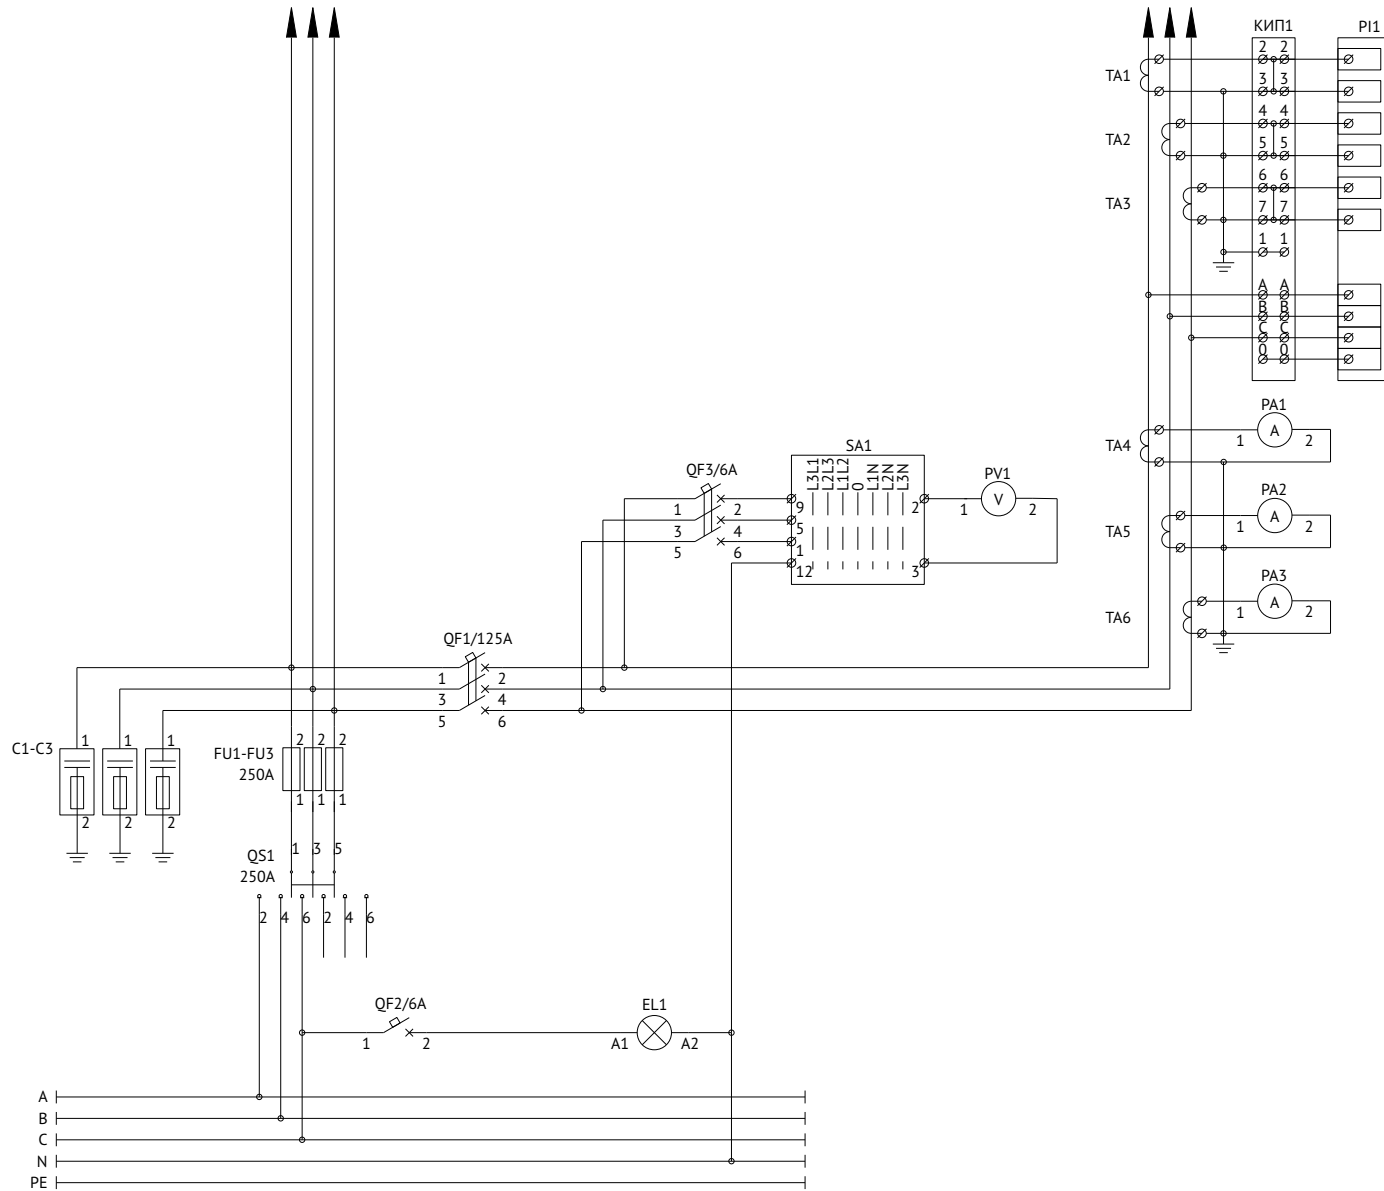 КИП1 PI1
2 2
TA1
3 3
4 4
TA2
5 5
6 6
TA3
7 7
1 1
A A
B B
C C
0 0
PA1
A
1 2
TA4
SA1
QF3/6A
L3L1 L2L3 L1L2 0 L1N L2N L3N
PV1
V
1 2
9 2
1 2
5
3 4
1
5 6
12 3
PA2
A
1 2
TA5
PA3
A
1 2
TA6
QF1/125A
1 2
3 4
5 6
C1-C3
1 1 1
2 2 2
FU1-FU3
250A
2 2 2
1 1 1
QS1
250A
1 3 5
2 4 6 2 4 6
QF2/6A
1 2
EL1
A1 A2
A
B
C
N
PE